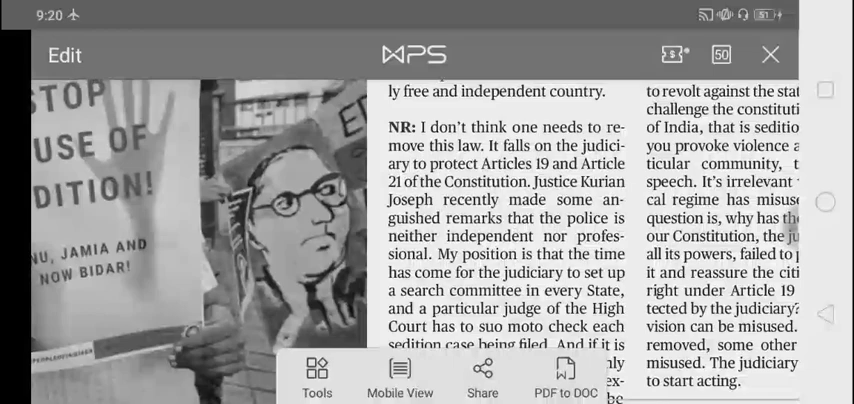 9:20
51
Edit
WPS
50
STOP
USE OF
DITION!
NU, JAMIA AND
NOW BIDAR!
ly free and independent country.
NR: I don't think one needs to re-
move this law. It falls on the judici-
ary to protect Articles 19 and Article
21 of the Constitution. Justice Kurian
Joseph recently made some an-
guished remarks that the police is
neither independent nor profes-
sional. My position is that the time
has come for the judiciary to set up
a search committee in every State,
and a particular judge of the High
Court has to suo moto check each
sedition case being filed. And if it is
nly
ex-
be
to revolt against the stat
challenge the constituti
of India, that is seditio
you provoke violence a
ticular community, t
speech. It's irrelevant
cal regime has misuse
question is, why has th
our Constitution, the ju
all its powers, failed to p
it and reassure the citi
right under Article 19
tected by the judiciary?
vision can be misused.
removed, some other
misused. The judiciary
to start acting.
Tools
Mobile View
Share
PDF to DOC